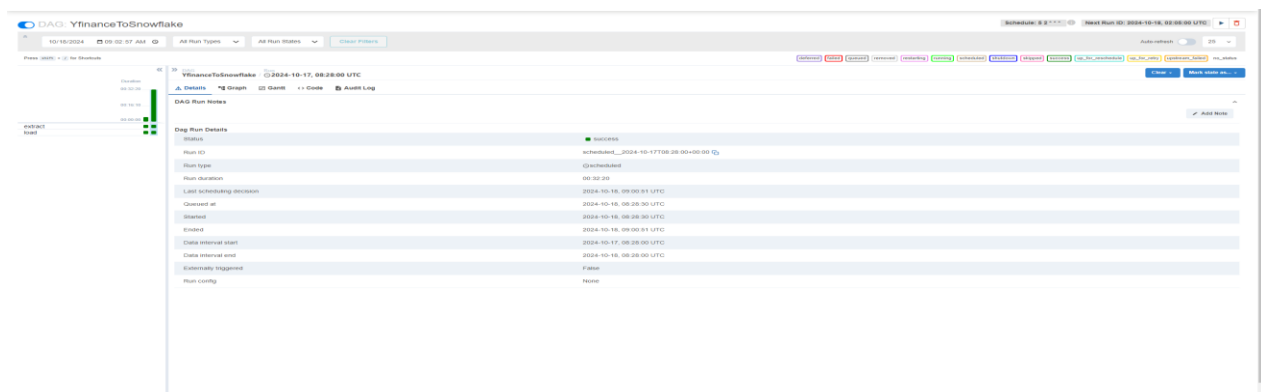 DAG: YfinanceToSnowflake
Schedule: 0 2 * * *
Next Run ID: 2024-10-18, 02:00:00 UTC
10/18/2024 09:02:57 AM
All Run Types
All Run States
Clear Filters
Auto-refresh
25
Press shift + / for Shortcuts
deferred failed queued removed restarting running scheduled shutdown skipped success up_for_reschedule up_for_retry upstream_failed no_status
DAG
YfinanceToSnowflake
Run
2024-10-17, 08:28:00 UTC
Clear
Mark state as...
Duration
00:32:20
00:16:10
00:00:00
extract
load
Details
Graph
Gantt
Code
Audit Log
DAG Run Notes
Add Note
Dag Run Details
Status success
Run ID scheduled__2024-10-17T08:28:00+00:00
Run type scheduled
Run duration 00:32:20
Last scheduling decision 2024-10-18, 09:00:51 UTC
Queued at 2024-10-18, 08:28:30 UTC
Started 2024-10-18, 08:28:30 UTC
Ended 2024-10-18, 09:00:51 UTC
Data interval start 2024-10-17, 08:28:00 UTC
Data interval end 2024-10-18, 08:28:00 UTC
Externally triggered False
Run config None